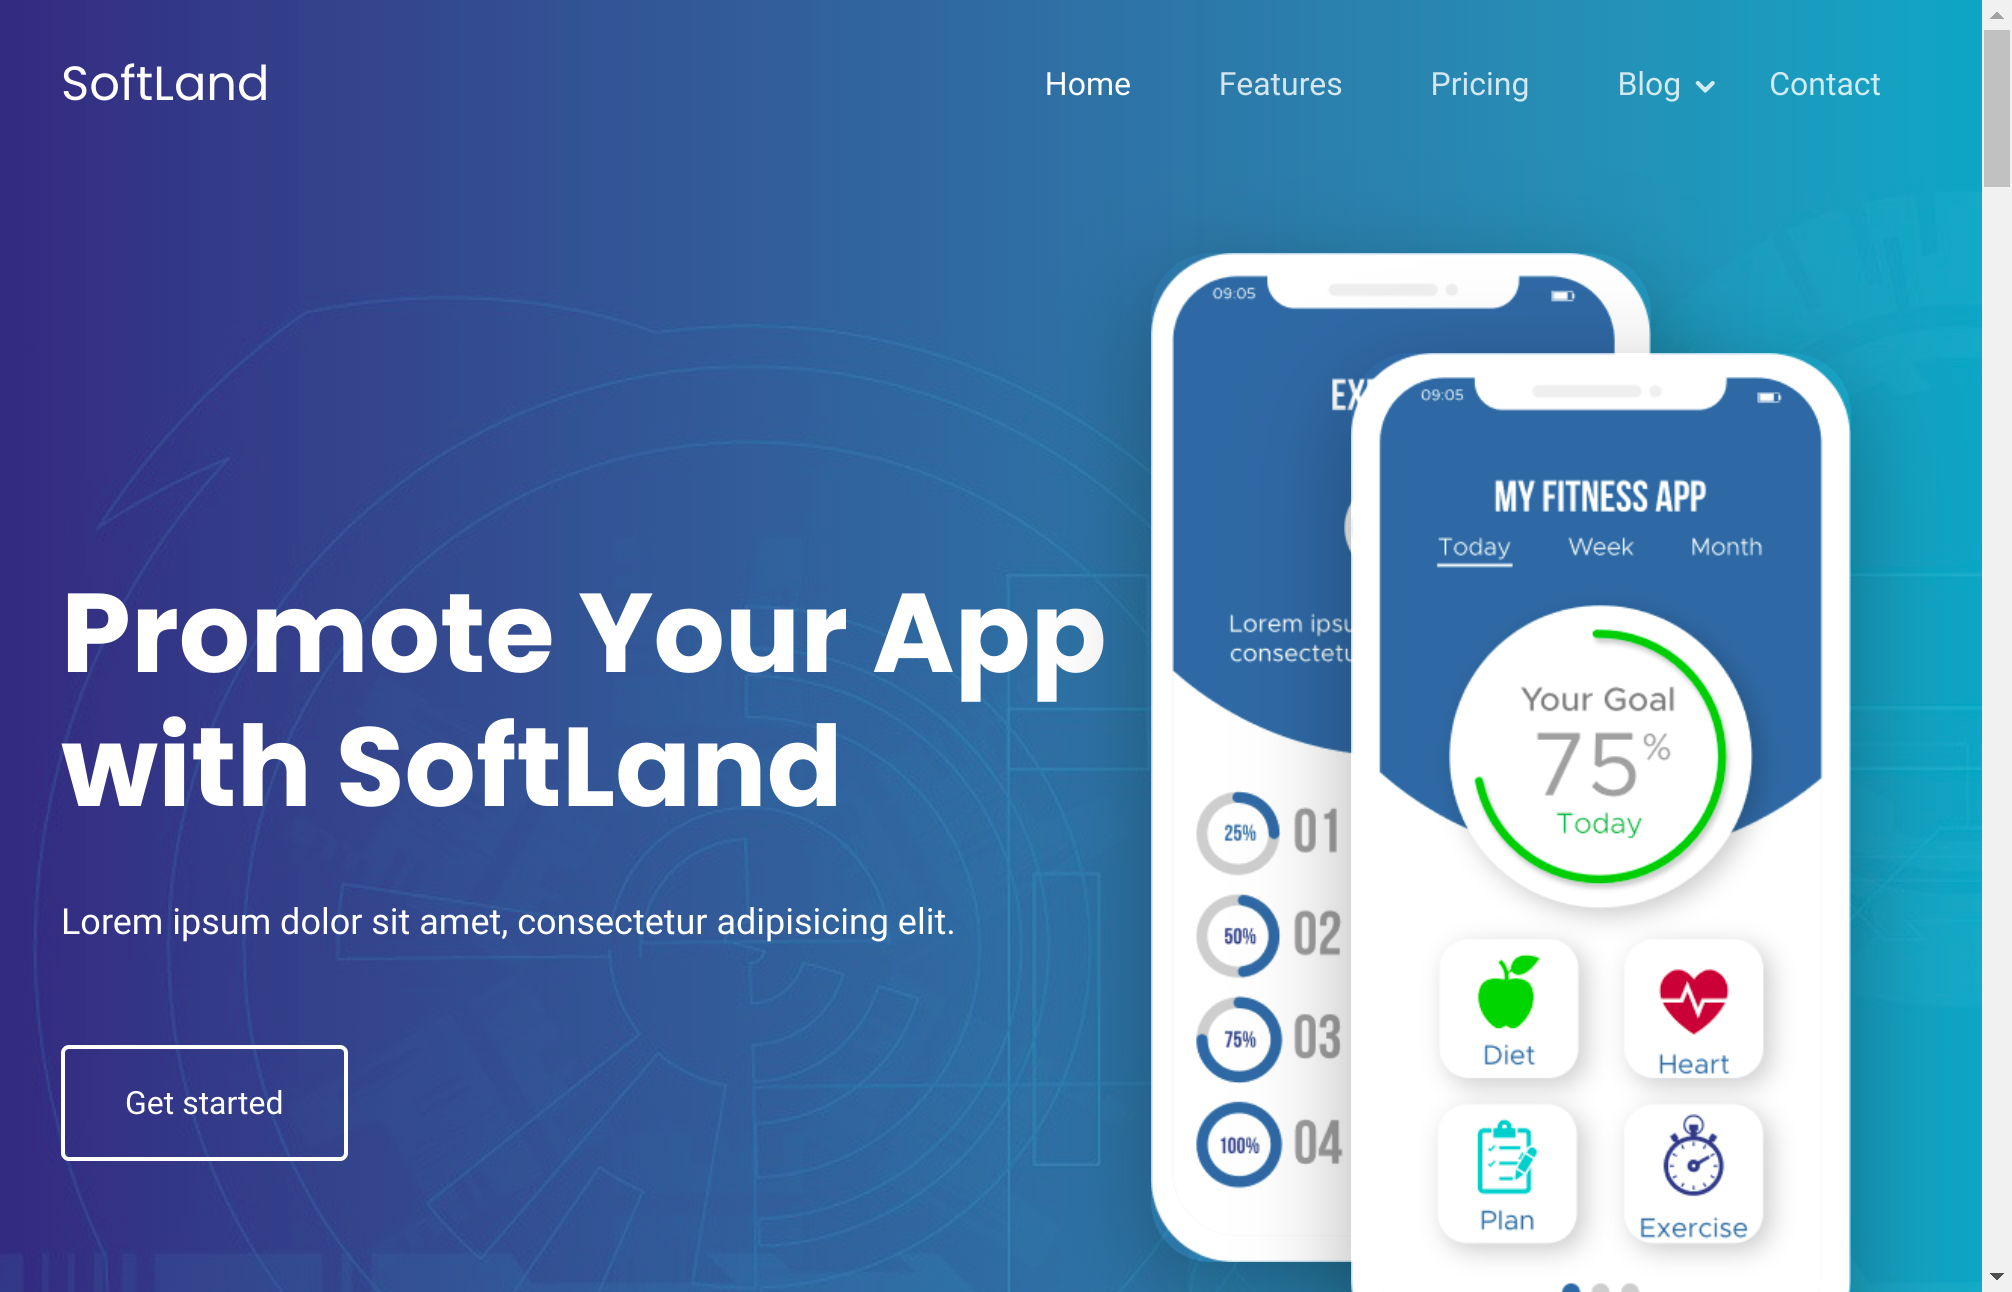 SoftLand
Home Features Pricing Blog Contact
Promote Your App
with SoftLand
Lorem ipsum dolor sit amet, consectetur adipisicing elit.
Get started
09:05
25% 01
50% 02
75% 03
100% 04
09:05
MY FITNESS APP
Today Week Month
Your Goal
75%
Today
Diet
Heart
Plan
Exercise
Lorem